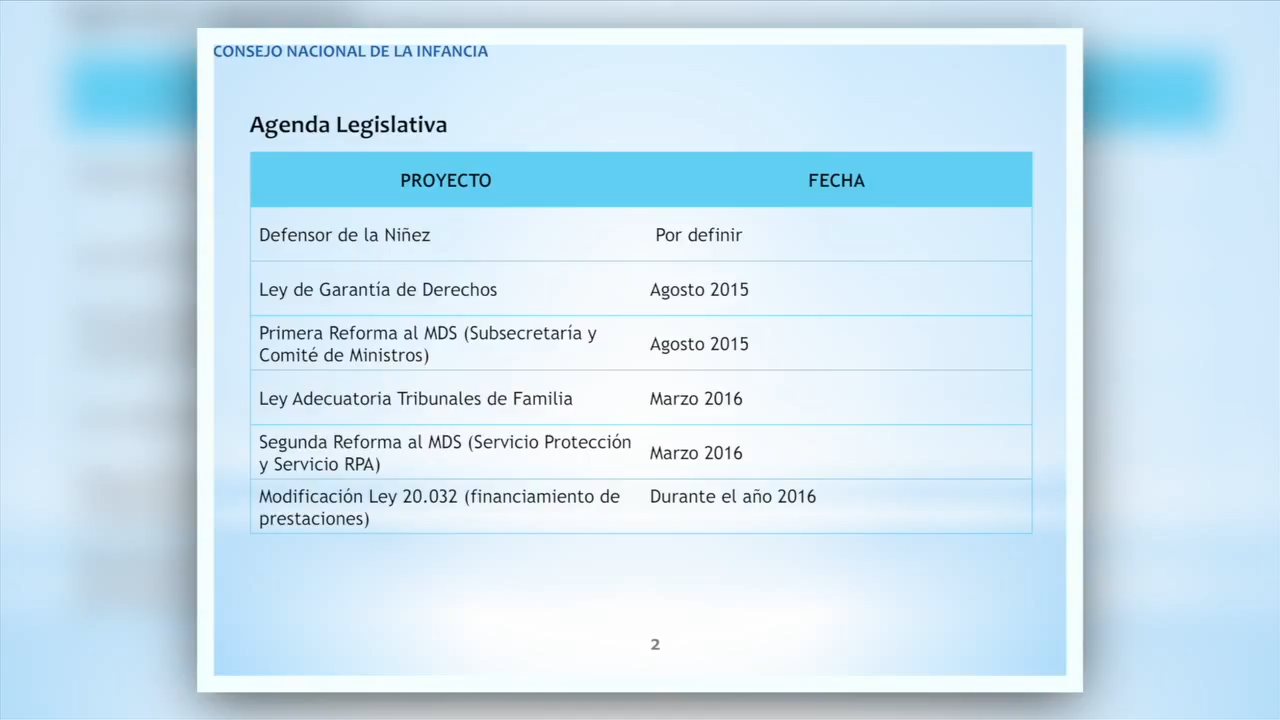 CONSEJO NACIONAL DE LA INFANCIA
Agenda Legislativa
PROYECTO FECHA
Defensor de la Niñez Por definir
Ley de Garantía de Derechos Agosto 2015
Primera Reforma al MDS (Subsecretaría y
Comité de Ministros) Agosto 2015
Ley Adecuatoria Tribunales de Familia Marzo 2016
Segunda Reforma al MDS (Servicio Protección
y Servicio RPA) Marzo 2016
Modificación Ley 20.032 (financiamiento de Durante el año 2016
prestaciones)
2